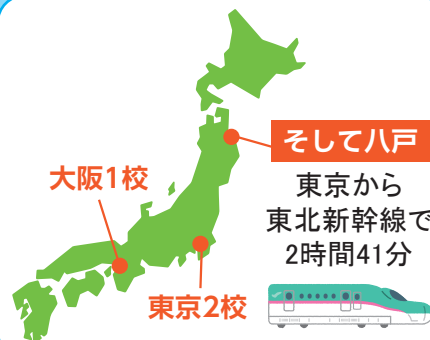 そして八戸
東京から
東北新幹線で
2時間41分
大阪1校
東京2校